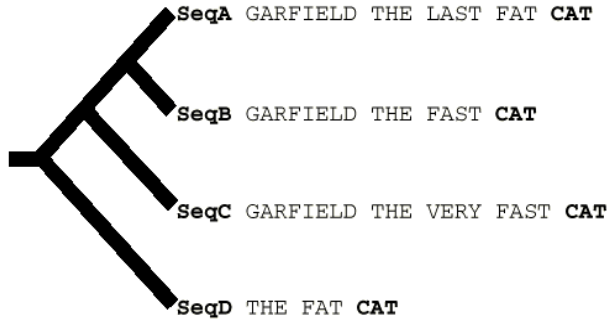 SeqA GARFIELD THE LAST FAT CAT
SeqB GARFIELD THE FAST CAT
SeqC GARFIELD THE VERY FAST CAT
SeqD THE FAT CAT